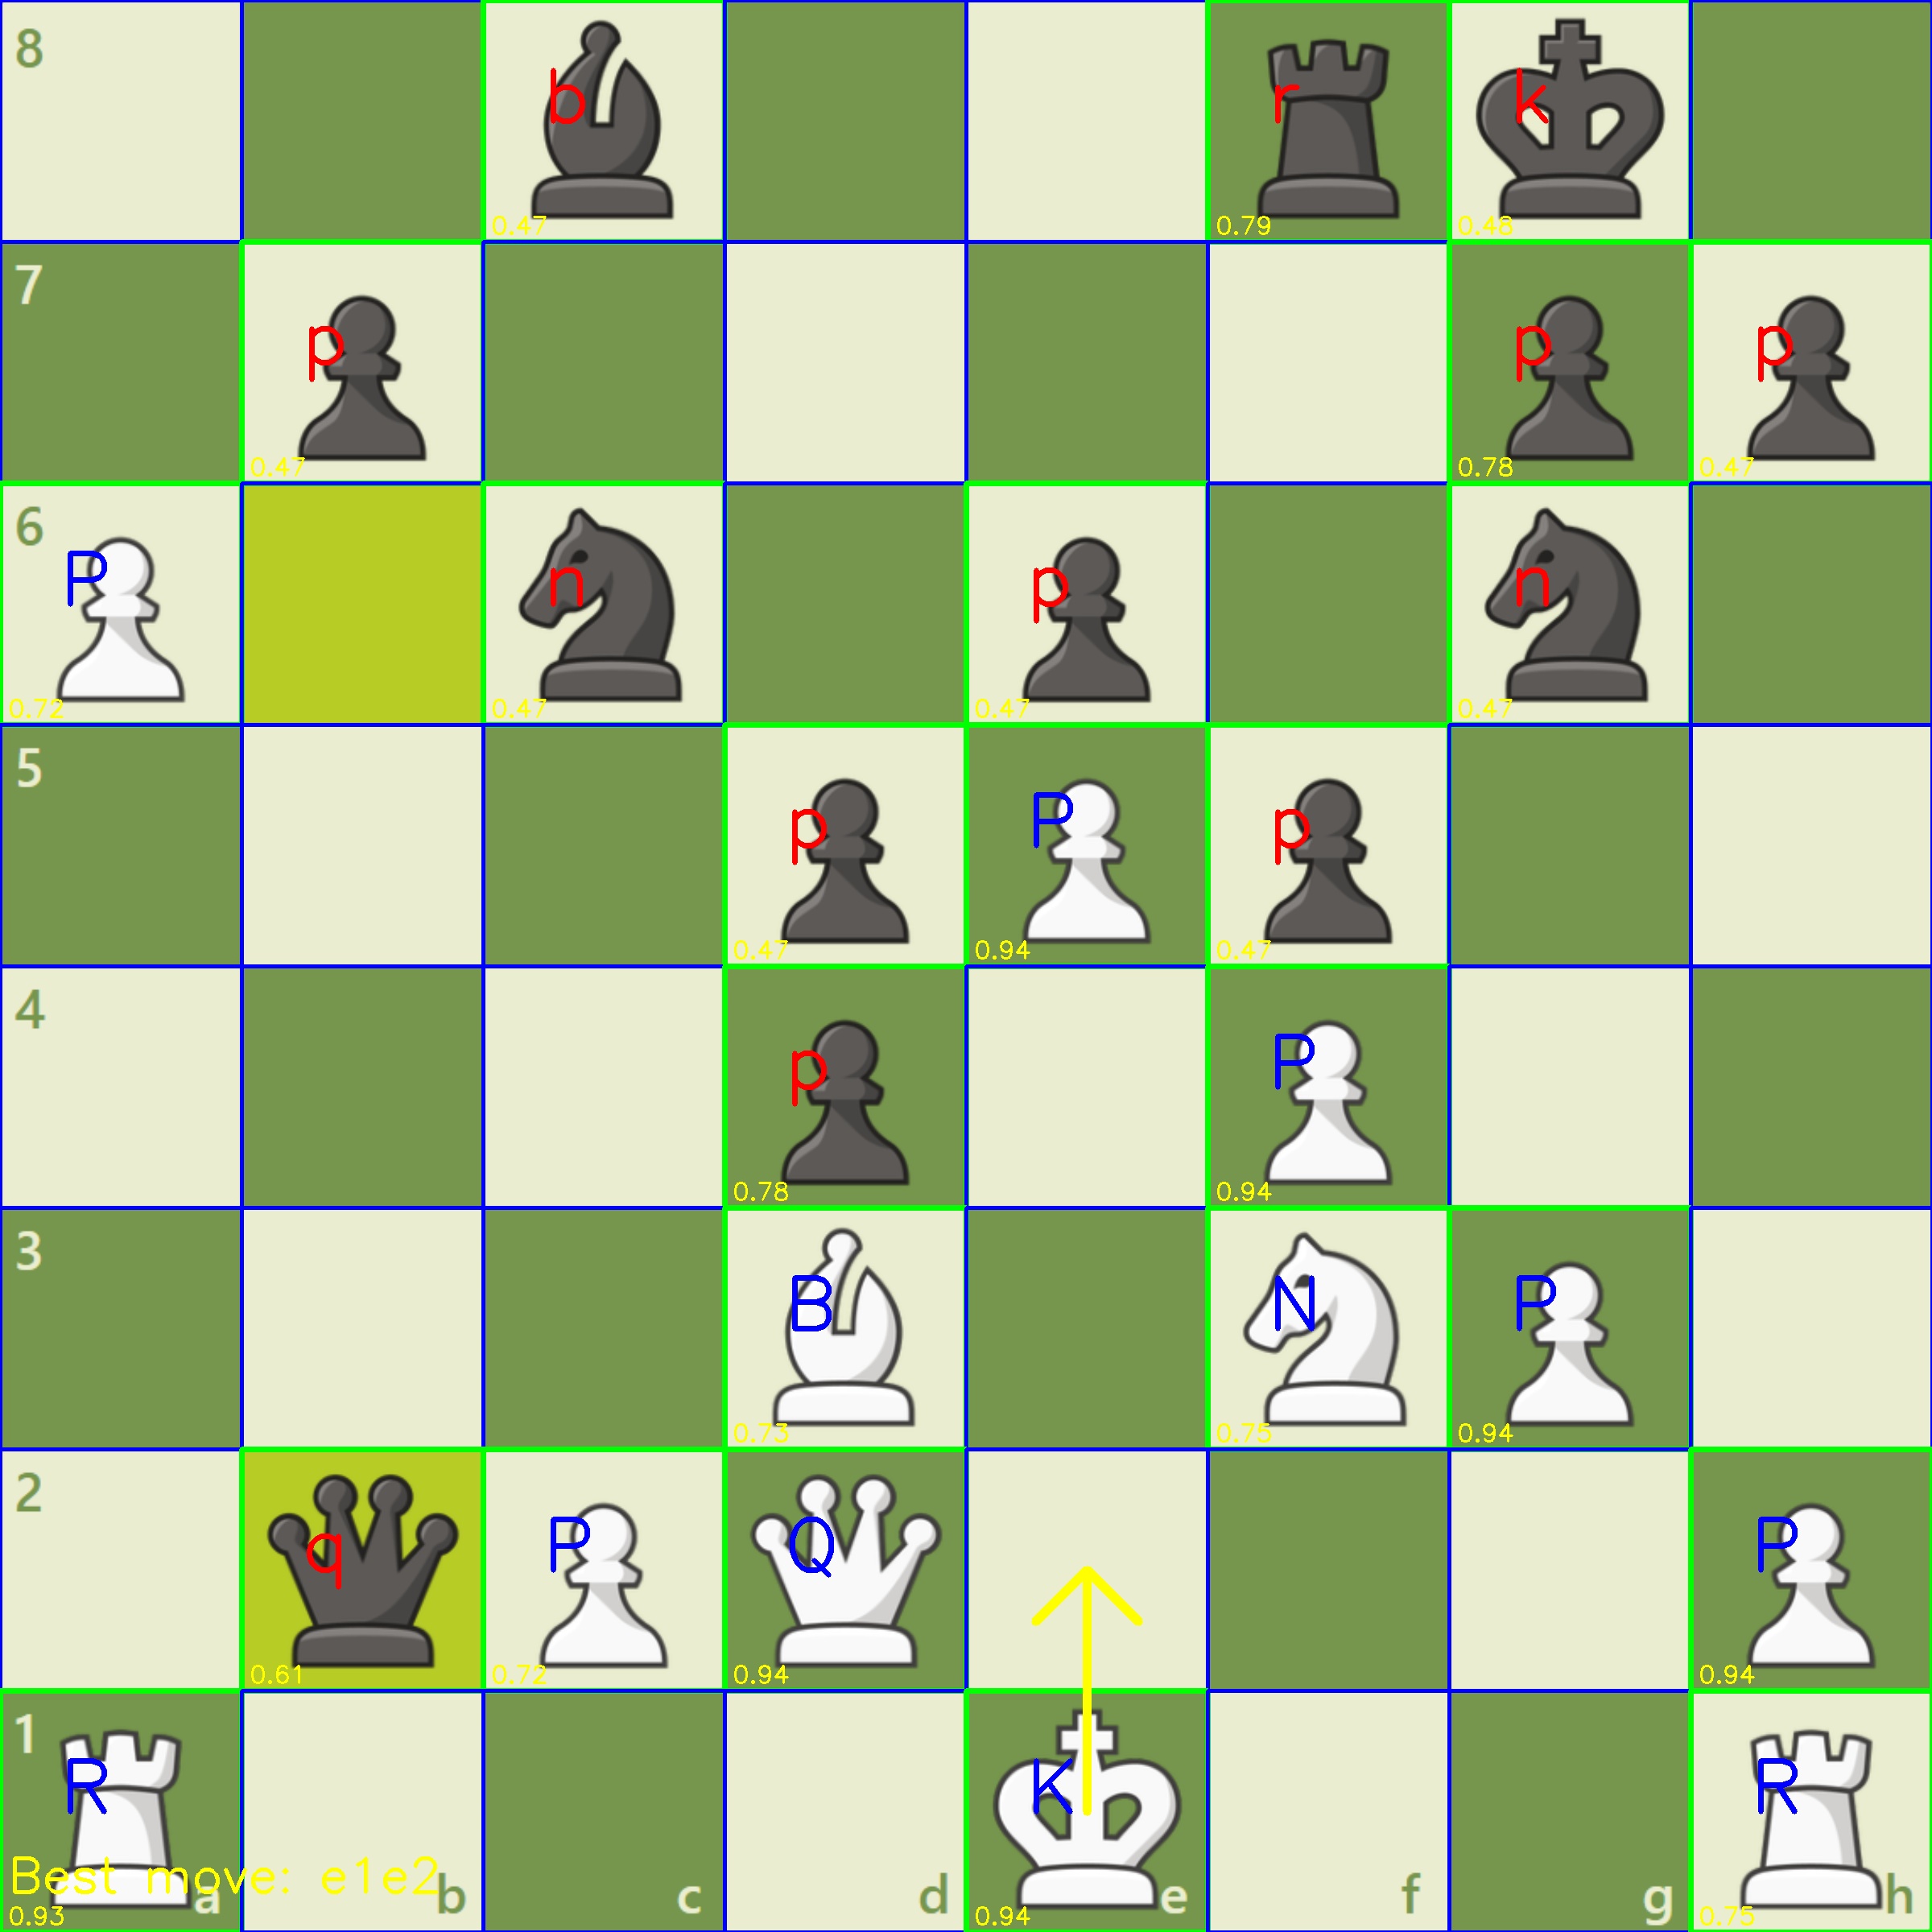 8 b r k
0.47 0.79 0.48
7 p p p
0.47 0.78 0.47
6 P n p n
0.72 0.47 0.47 0.47
5 p P p
0.47 0.94 0.47
4 p P
0.78 0.94
3 B N P
0.73 0.75 0.94
2 q P Q P
0.61 0.72 0.94 0.94
1 R K R
Best move: e1e2
a b c d e f g h
0.93 0.94 0.75